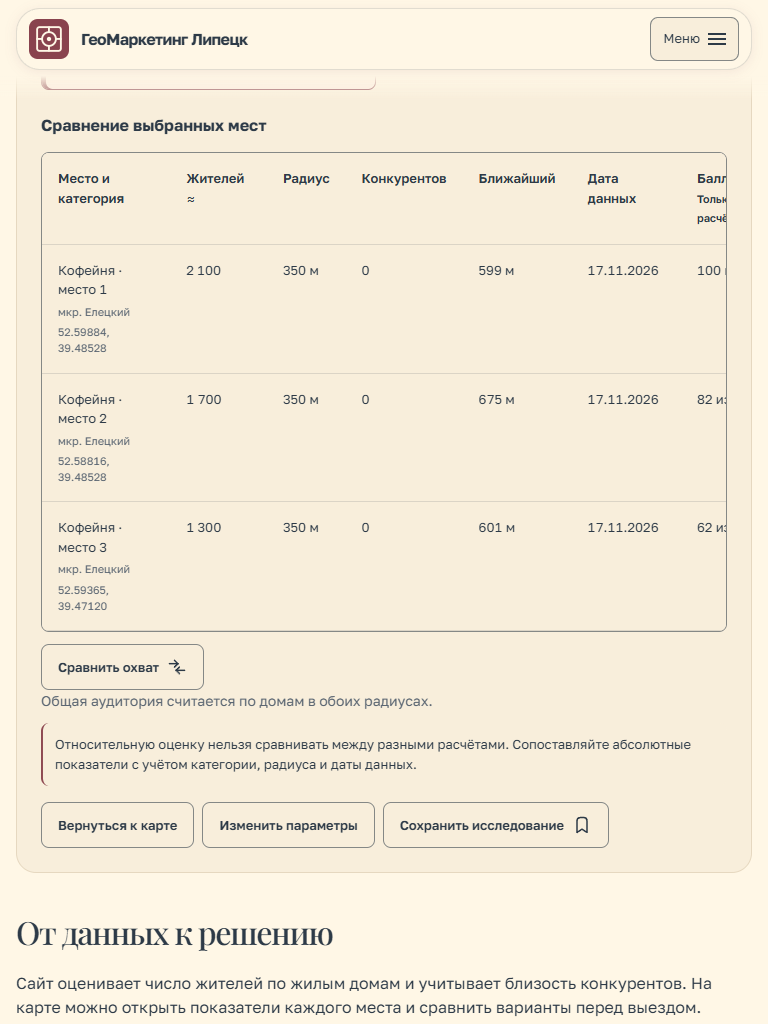 ГеоМаркетинг Липецк
Меню
Сравнение выбранных мест
Место и категория
Жителей ≈
Радиус
Конкурентов
Ближайший
Дата данных
Кофейня · место 1
мкр. Елецкий
52.59884, 39.48528
2 100
350 м
0
599 м
17.11.2026
100
Кофейня · место 2
мкр. Елецкий
52.58816, 39.48528
1 700
350 м
0
675 м
17.11.2026
82
Кофейня · место 3
мкр. Елецкий
52.59365, 39.47120
1 300
350 м
0
601 м
17.11.2026
62
Сравнить охват
Общая аудитория считается по домам в обоих радиусах.
Относительную оценку нельзя сравнивать между разными расчётами. Сопоставляйте абсолютные
показатели с учётом категории, радиуса и даты данных.
Вернуться к карте
Изменить параметры
Сохранить исследование
От данных к решению
Сайт оценивает число жителей по жилым домам и учитывает близость конкурентов. На
карте можно открыть показатели каждого места и сравнить варианты перед выездом.